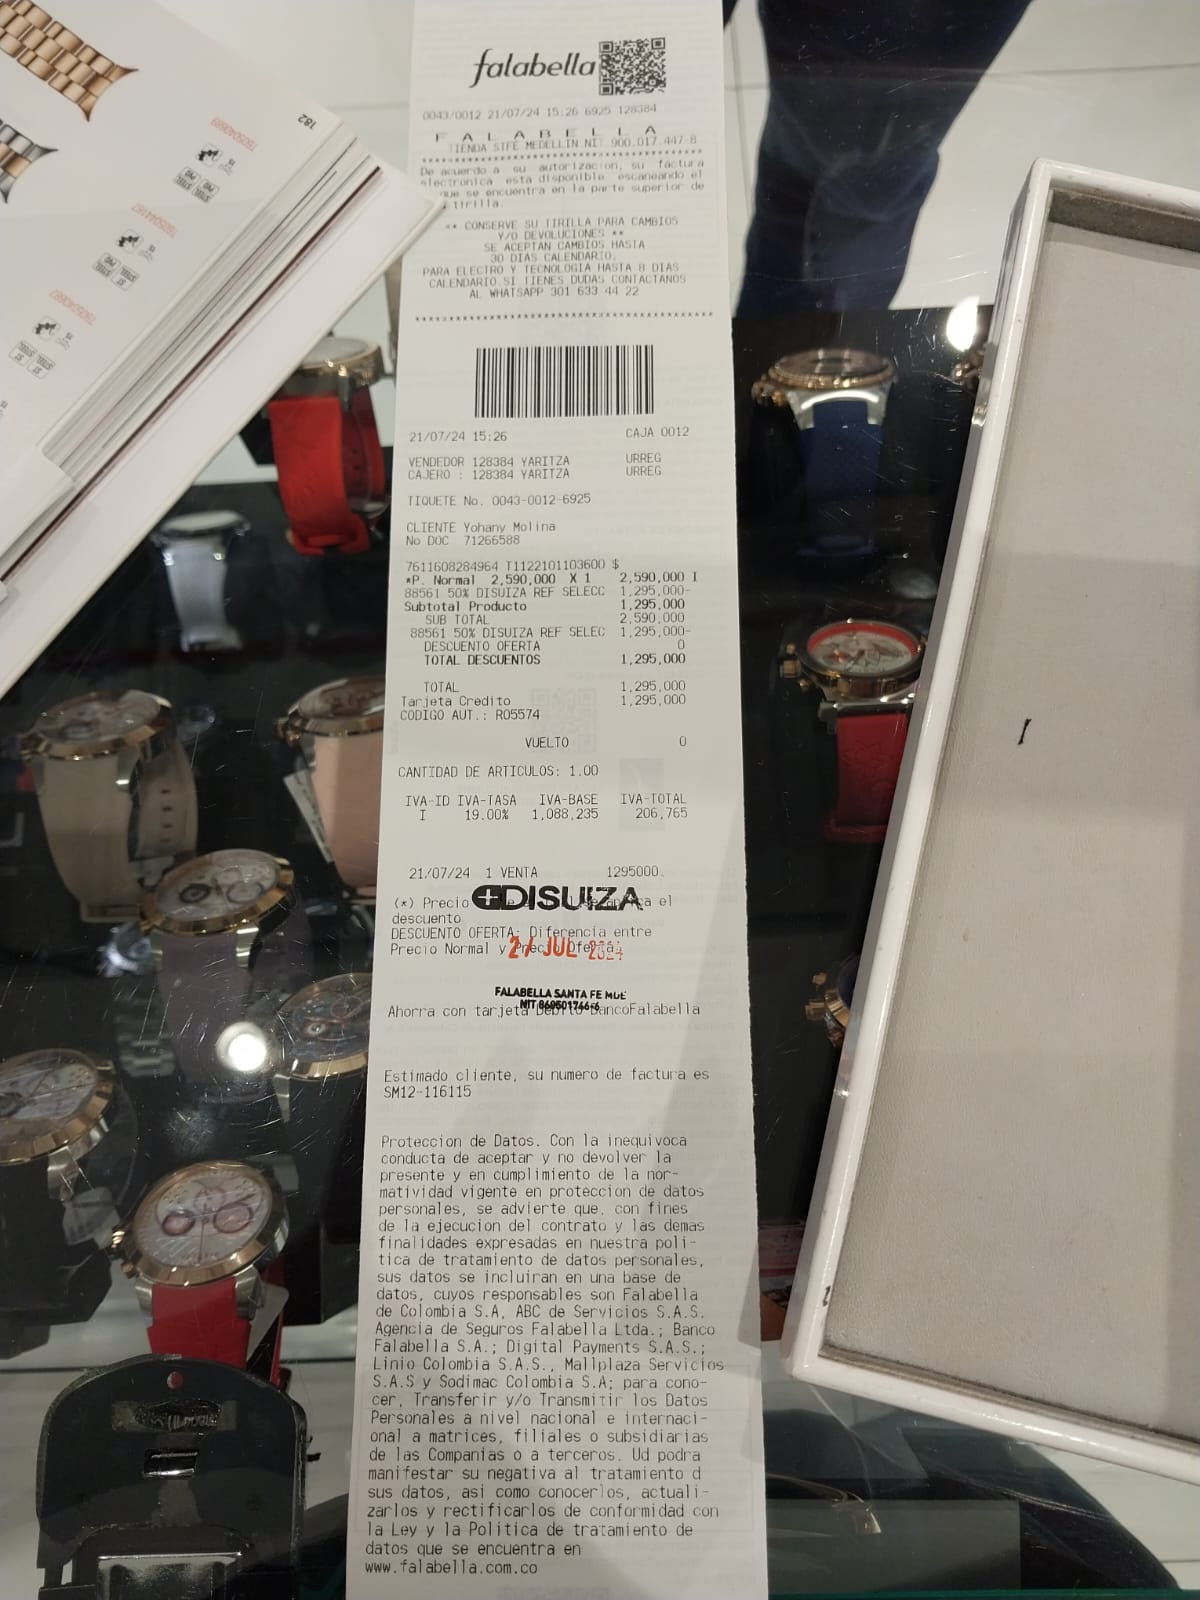 falabella
0043/0012 21/07/24 15:26 6925 128384
F A L A B E L L A
TIENDA STFE MEDELLIN NIT 900.017.447-8
De acuerdo a su autorizacion, su factura
electronica esta disponible escaneando el
que se encuentra en la parte superior de
tirilla.
** CONSERVE SU TIRILLA PARA CAMBIOS
Y/O DEVOLUCIONES **
SE ACEPTAN CAMBIOS HASTA
30 DIAS CALENDARIO.
PARA ELECTRO Y TECNOLOGIA HASTA 8 DIAS
CALENDARIO.SI TIENES DUDAS CONTACTANOS
AL WHATSAPP 301 633 44 22
21/07/24 15:26 CAJA 0012
VENDEDOR 128384 YARITZA URREG
CAJERO : 128384 YARITZA URREG
TIQUETE No. 0043-0012-6925
CLIENTE Yohany Molina
No DOC 71266588
7611608284964 T1122101103600 $
*P. Normal 2,590,000 X 1 2,590,000 I
88561 50% DISUIZA REF SELECC 1,295,000-
Subtotal Producto 1,295,000
SUB TOTAL 2,590,000
88561 50% DISUIZA REF SELEC 1,295,000-
DESCUENTO OFERTA 0
TOTAL DESCUENTOS 1,295,000
TOTAL 1,295,000
Tarjeta Credito 1,295,000
CODIGO AUT.: R05574
VUELTO 0
CANTIDAD DE ARTICULOS: 1.00
IVA-ID IVA-TASA IVA-BASE IVA-TOTAL
I 19.00% 1,088,235 206,765
21/07/24 1 VENTA 1295000.
DISUIZA
(*) Precio el
descuento
DESCUENTO OFERTA: Diferencia entre
Precio Normal y Precio Oferta.
JUL 2024
FALABELLA SANTA FE MDE
NIT
Ahorra con tarjeta Debito BancoFalabella
Estimado cliente, su numero de factura es
SM12-116115
Proteccion de Datos. Con la inequivoca
conducta de aceptar y no devolver la
presente y en cumplimiento de la nor-
matividad vigente en proteccion de datos
personales, se advierte que, con fines
de la ejecucion del contrato y las demas
finalidades expresadas en nuestra poli-
tica de tratamiento de datos personales,
sus datos se incluiran en una base de
datos, cuyos responsables son Falabella
de Colombia S.A, ABC de Servicios S.A.S.
Agencia de Seguros Falabella Ltda.; Banco
Falabella S.A.; Digital Payments S.A.S.;
Linio Colombia S.A.S., Mallplaza Servicios
S.A.S y Sodimac Colombia S.A; para cono-
cer, Transferir y/o Transmitir los Datos
Personales a nivel nacional e internaci-
onal a matrices, filiales o subsidiarias
de las Companias o a terceros. Ud podra
manifestar su negativa al tratamiento d
sus datos, asi como conocerlos, actuali-
zarlos y rectificarlos de conformidad con
la Ley y la Politica de tratamiento de
datos que se encuentra en
www.falabella.com.co
182